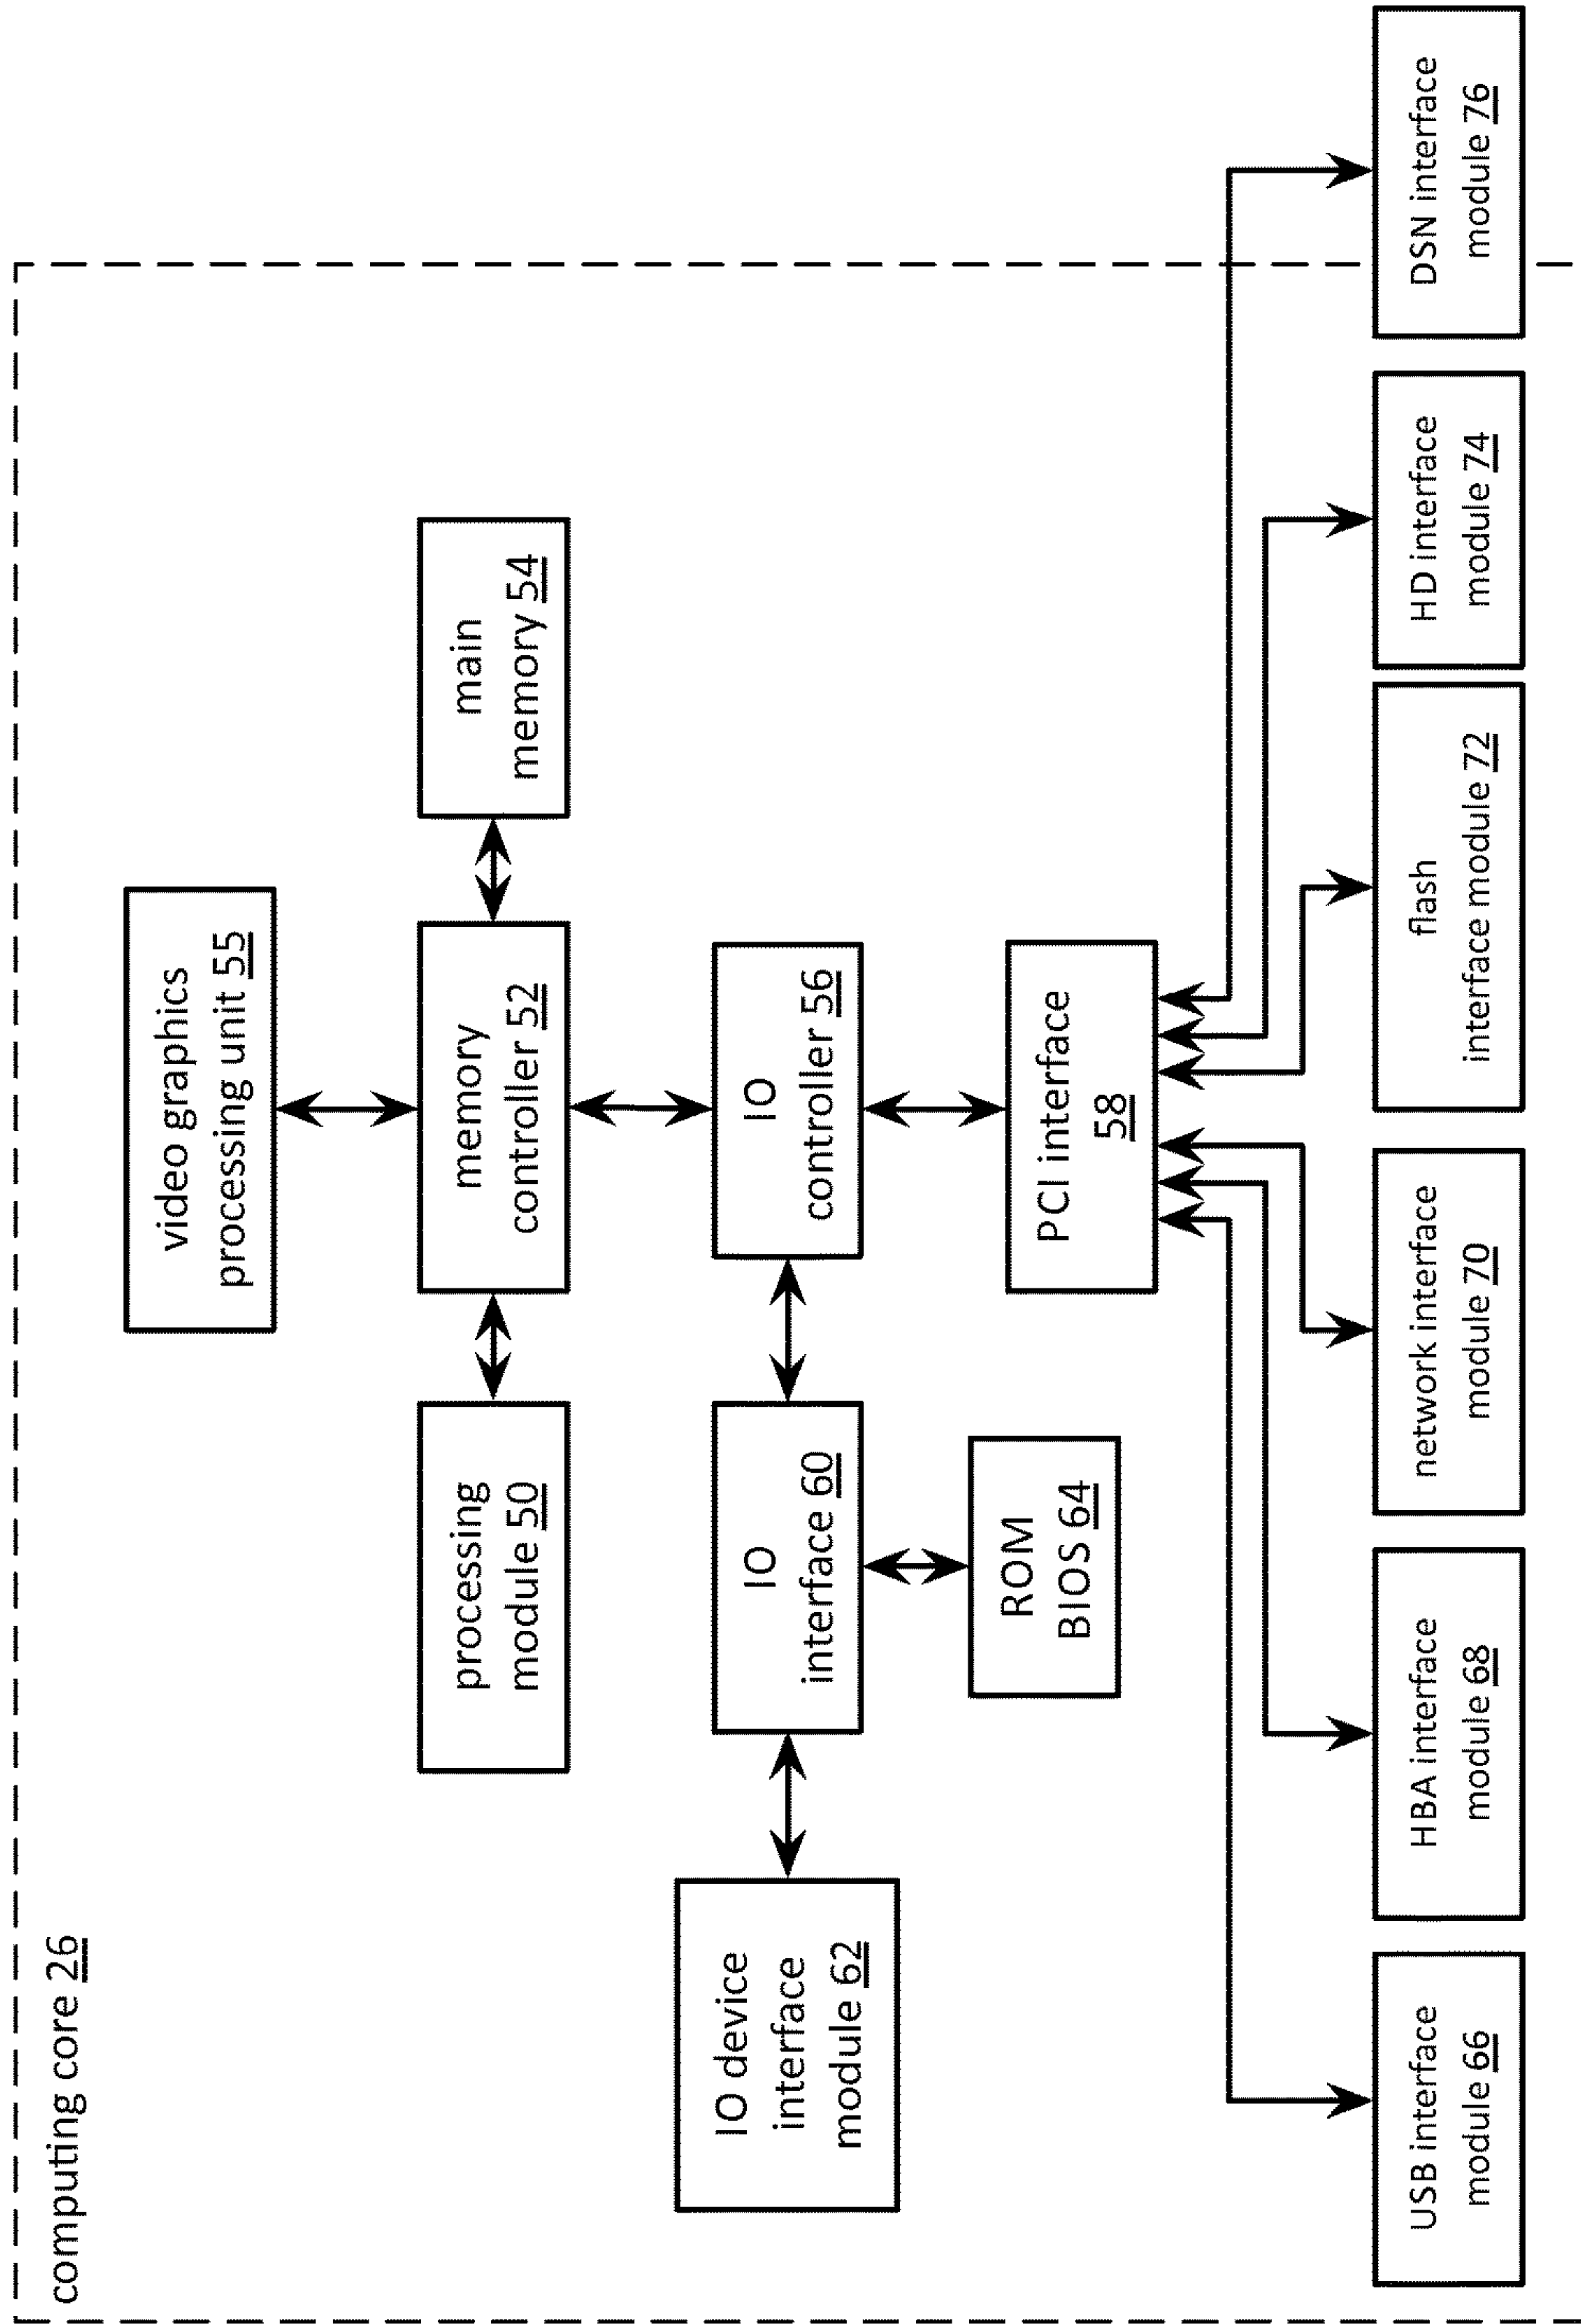 computing core 26
video graphics
processing unit 55
processing
module 50
memory
controller 52
main
memory 54
IO device
interface
module 62
IO
interface 60
IO
controller 56
ROM
BIOS 64
PCI interface
58
USB interface
module 66
HBA interface
module 68
network interface
module 70
flash
interface module 72
HD interface
module 74
DSN interface
module 76